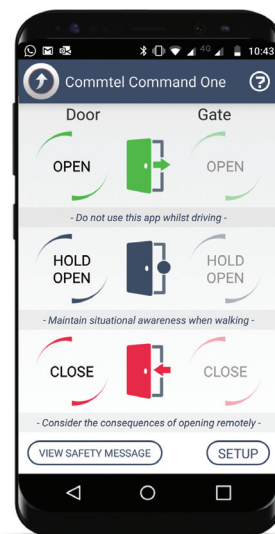 4G 10:43
Commtel Command One ?
Door Gate
OPEN OPEN
- Do not use this app whilst driving -
HOLD OPEN HOLD OPEN
- Maintain situational awareness when walking -
CLOSE CLOSE
- Consider the consequences of opening remotely -
VIEW SAFETY MESSAGE SETUP